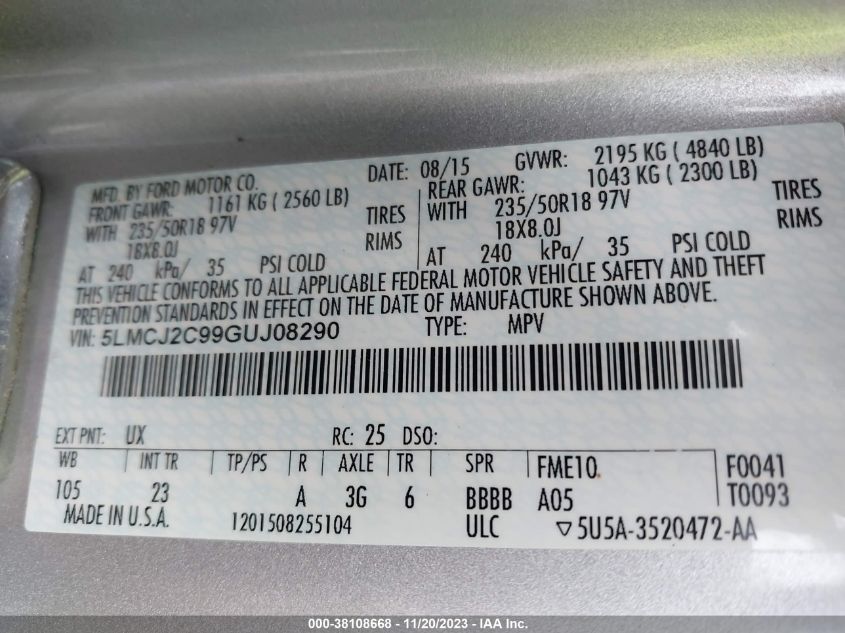 MFD. BY FORD MOTOR CO.
DATE: 08/15 GVWR: 2195 KG ( 4840 LB)
FRONT GAWR: 1161 KG ( 2560 LB)
REAR GAWR: 1043 KG ( 2300 LB)
WITH 235/50R18 97V TIRES
WITH 235/50R18 97V TIRES
18X8.0J RIMS
18X8.0J RIMS
AT 240 kPa/ 35 PSI COLD
AT 240 kPa/ 35 PSI COLD
THIS VEHICLE CONFORMS TO ALL APPLICABLE FEDERAL MOTOR VEHICLE SAFETY AND THEFT
PREVENTION STANDARDS IN EFFECT ON THE DATE OF MANUFACTURE SHOWN ABOVE.
VIN: 5LMCJ2C99GUJ08290 TYPE: MPV
EXT PNT: UX RC: 25 DSO:
WB INT TR TP/PS R AXLE TR SPR FME10. F0041
105 23 A 3G 6 BBBB A05 T0093
MADE IN U.S.A. 1201508255104 ULC ▽5U5A-3520472-AA
000-38108668 - 11/20/2023 - IAA Inc.